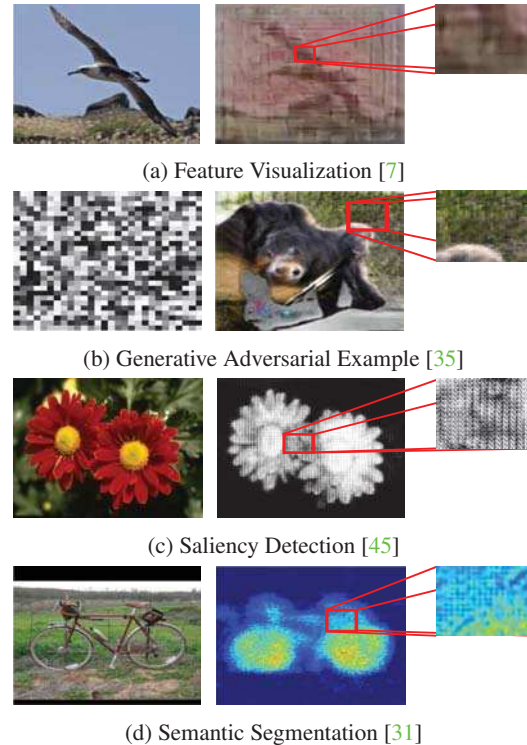 (a) Feature Visualization [7]
(b) Generative Adversarial Example [35]
(c) Saliency Detection [45]
(d) Semantic Segmentation [31]